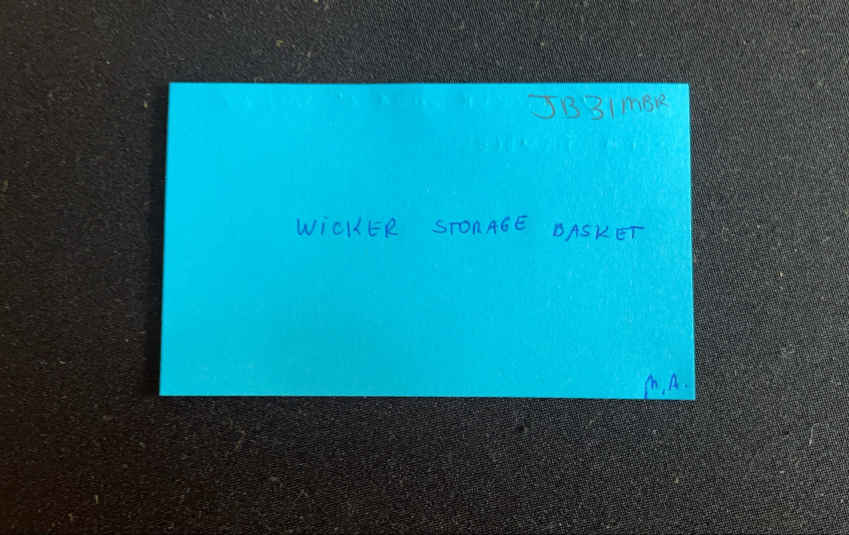 JB31MBR
WiCKER STORAGE BASKET
M.A.